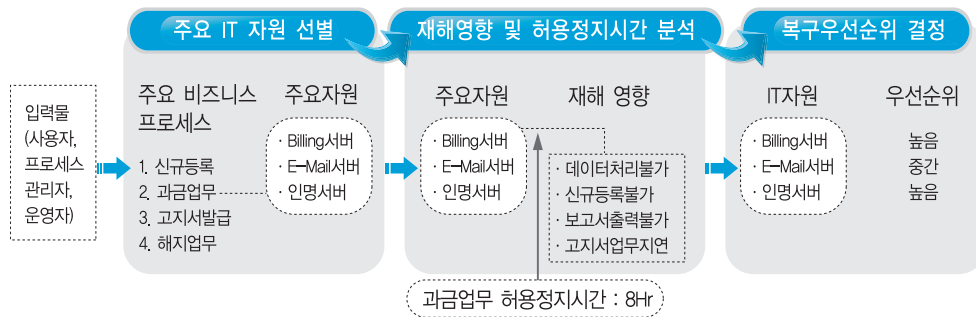 주요 IT 자원 선별
재해영향 및 허용정지시간 분석
복구우선순위 결정
입력물
(사용자,
프로세스
관리자,
운영자)
주요 비즈니스
프로세스
1. 신규등록
2. 과금업무
3. 고지서발급
4. 해지업무
주요자원
· Billing서버
· E-Mail서버
· 인명서버
주요자원
· Billing서버
· E-Mail서버
· 인명서버
재해 영향
· 데이터처리불가
· 신규등록불가
· 보고서출력불가
· 고지서업무지연
과금업무 허용정지시간 : 8Hr
IT자원
· Billing서버
· E-Mail서버
· 인명서버
우선순위
높음
중간
높음